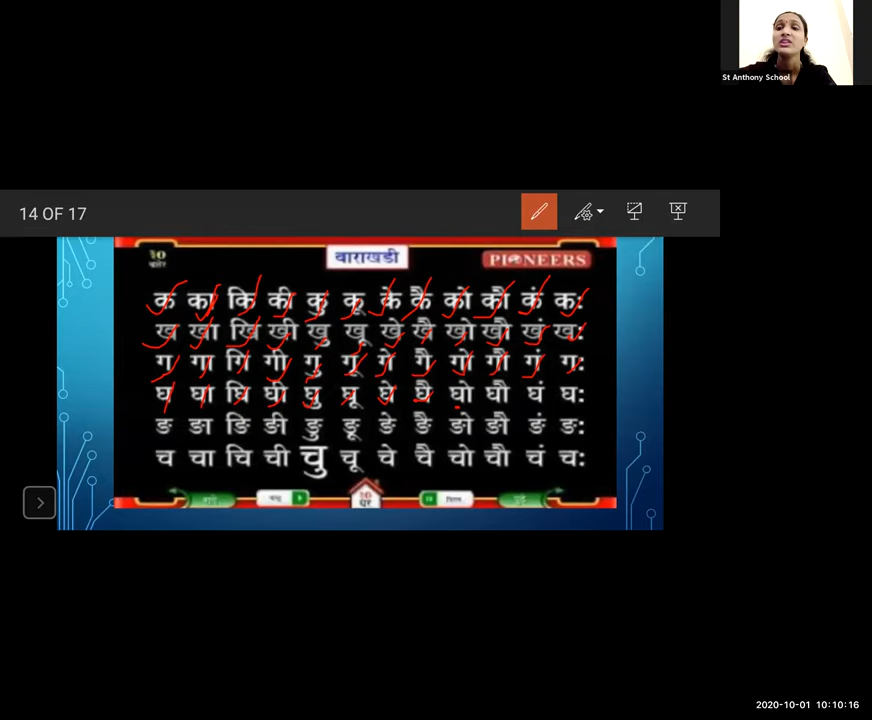 St Anthony School
14 OF 17
बाराखडी
PIONEERS
क का कि की कु कू के कै को कौ कं क:
ख खा खि खी खु खू खे खै खो खौ खं ख:
ग गा गि गी गु गू गे गै गो गौ गं ग:
घ घा घि घी घु घू घे घै घो घौ घं घ:
ङ ङा ङि ङी ङु ङू ङे ङै ङो ङौ ङं ङ:
च चा चि ची चु चू चे चै चो चौ चं च:
2020-10-01 10:10:16